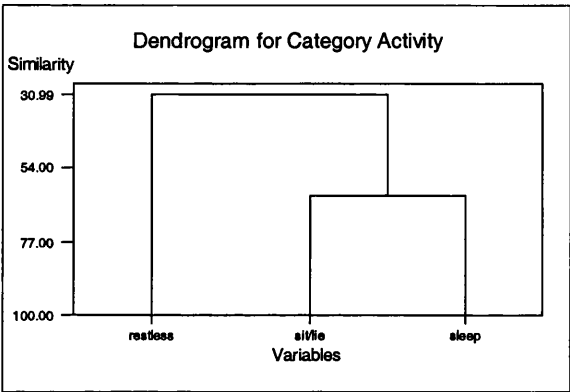 Dendrogram for Category Activity
Similarity
30.99
54.00
77.00
100.00
restless sit/lie sleep
Variables